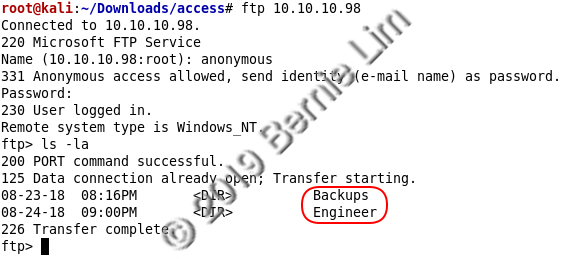 root@kali:~/Downloads/access# ftp 10.10.10.98
Connected to 10.10.10.98.
220 Microsoft FTP Service
Name (10.10.10.98:root): anonymous
331 Anonymous access allowed, send identity (e-mail name) as password.
Password:
230 User logged in.
Remote system type is Windows_NT.
ftp> ls -la
200 PORT command successful.
125 Data connection already open; Transfer starting.
08-23-18  08:16PM       <DIR>          Backups
08-24-18  09:00PM       <DIR>          Engineer
226 Transfer complete.
ftp>
© 2019 Bernie Lim